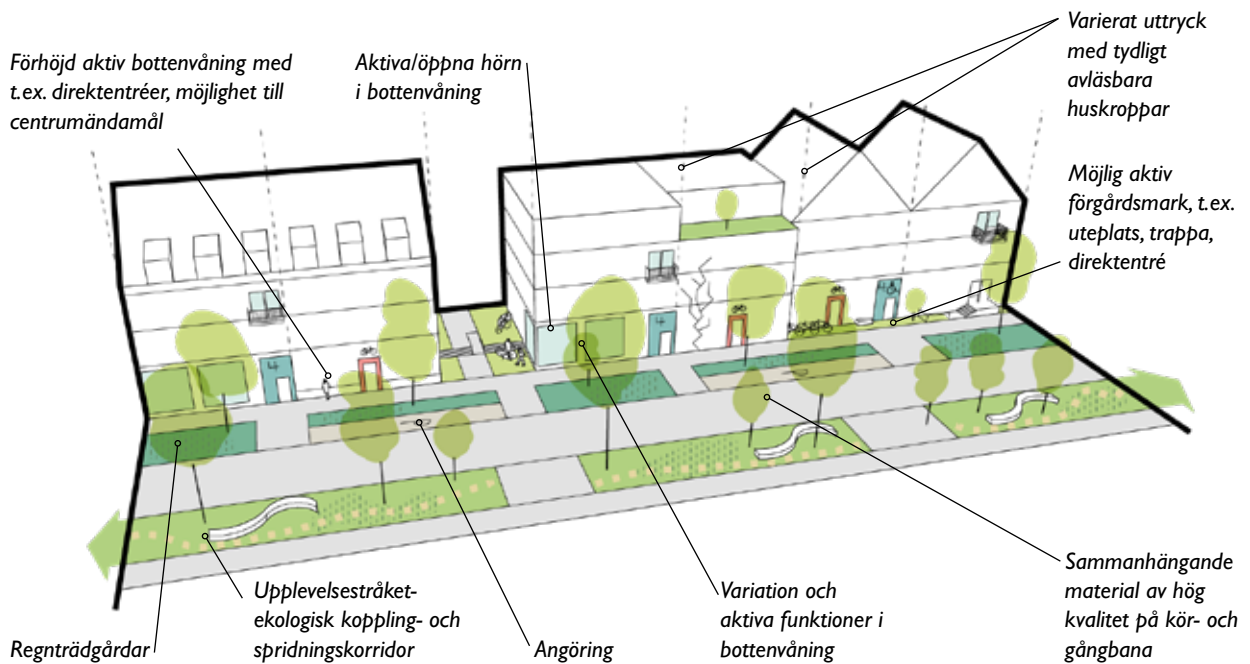 Förhöjd aktiv bottenvåning med
t.ex. direktentréer, möjlighet till
centrumändamål
Aktiva/öppna hörn
i bottenvåning
Varierat uttryck
med tydligt
avläsbara
huskroppar
Möjlig aktiv
förgårdsmark, t.ex.
uteplats, trappa,
direktentré
Regnträdgårdar
Upplevelsestråket-
ekologisk koppling- och
spridningskorridor
Angöring
Variation och
aktiva funktioner i
bottenvåning
Sammanhängande
material av hög
kvalitet på kör- och
gångbana